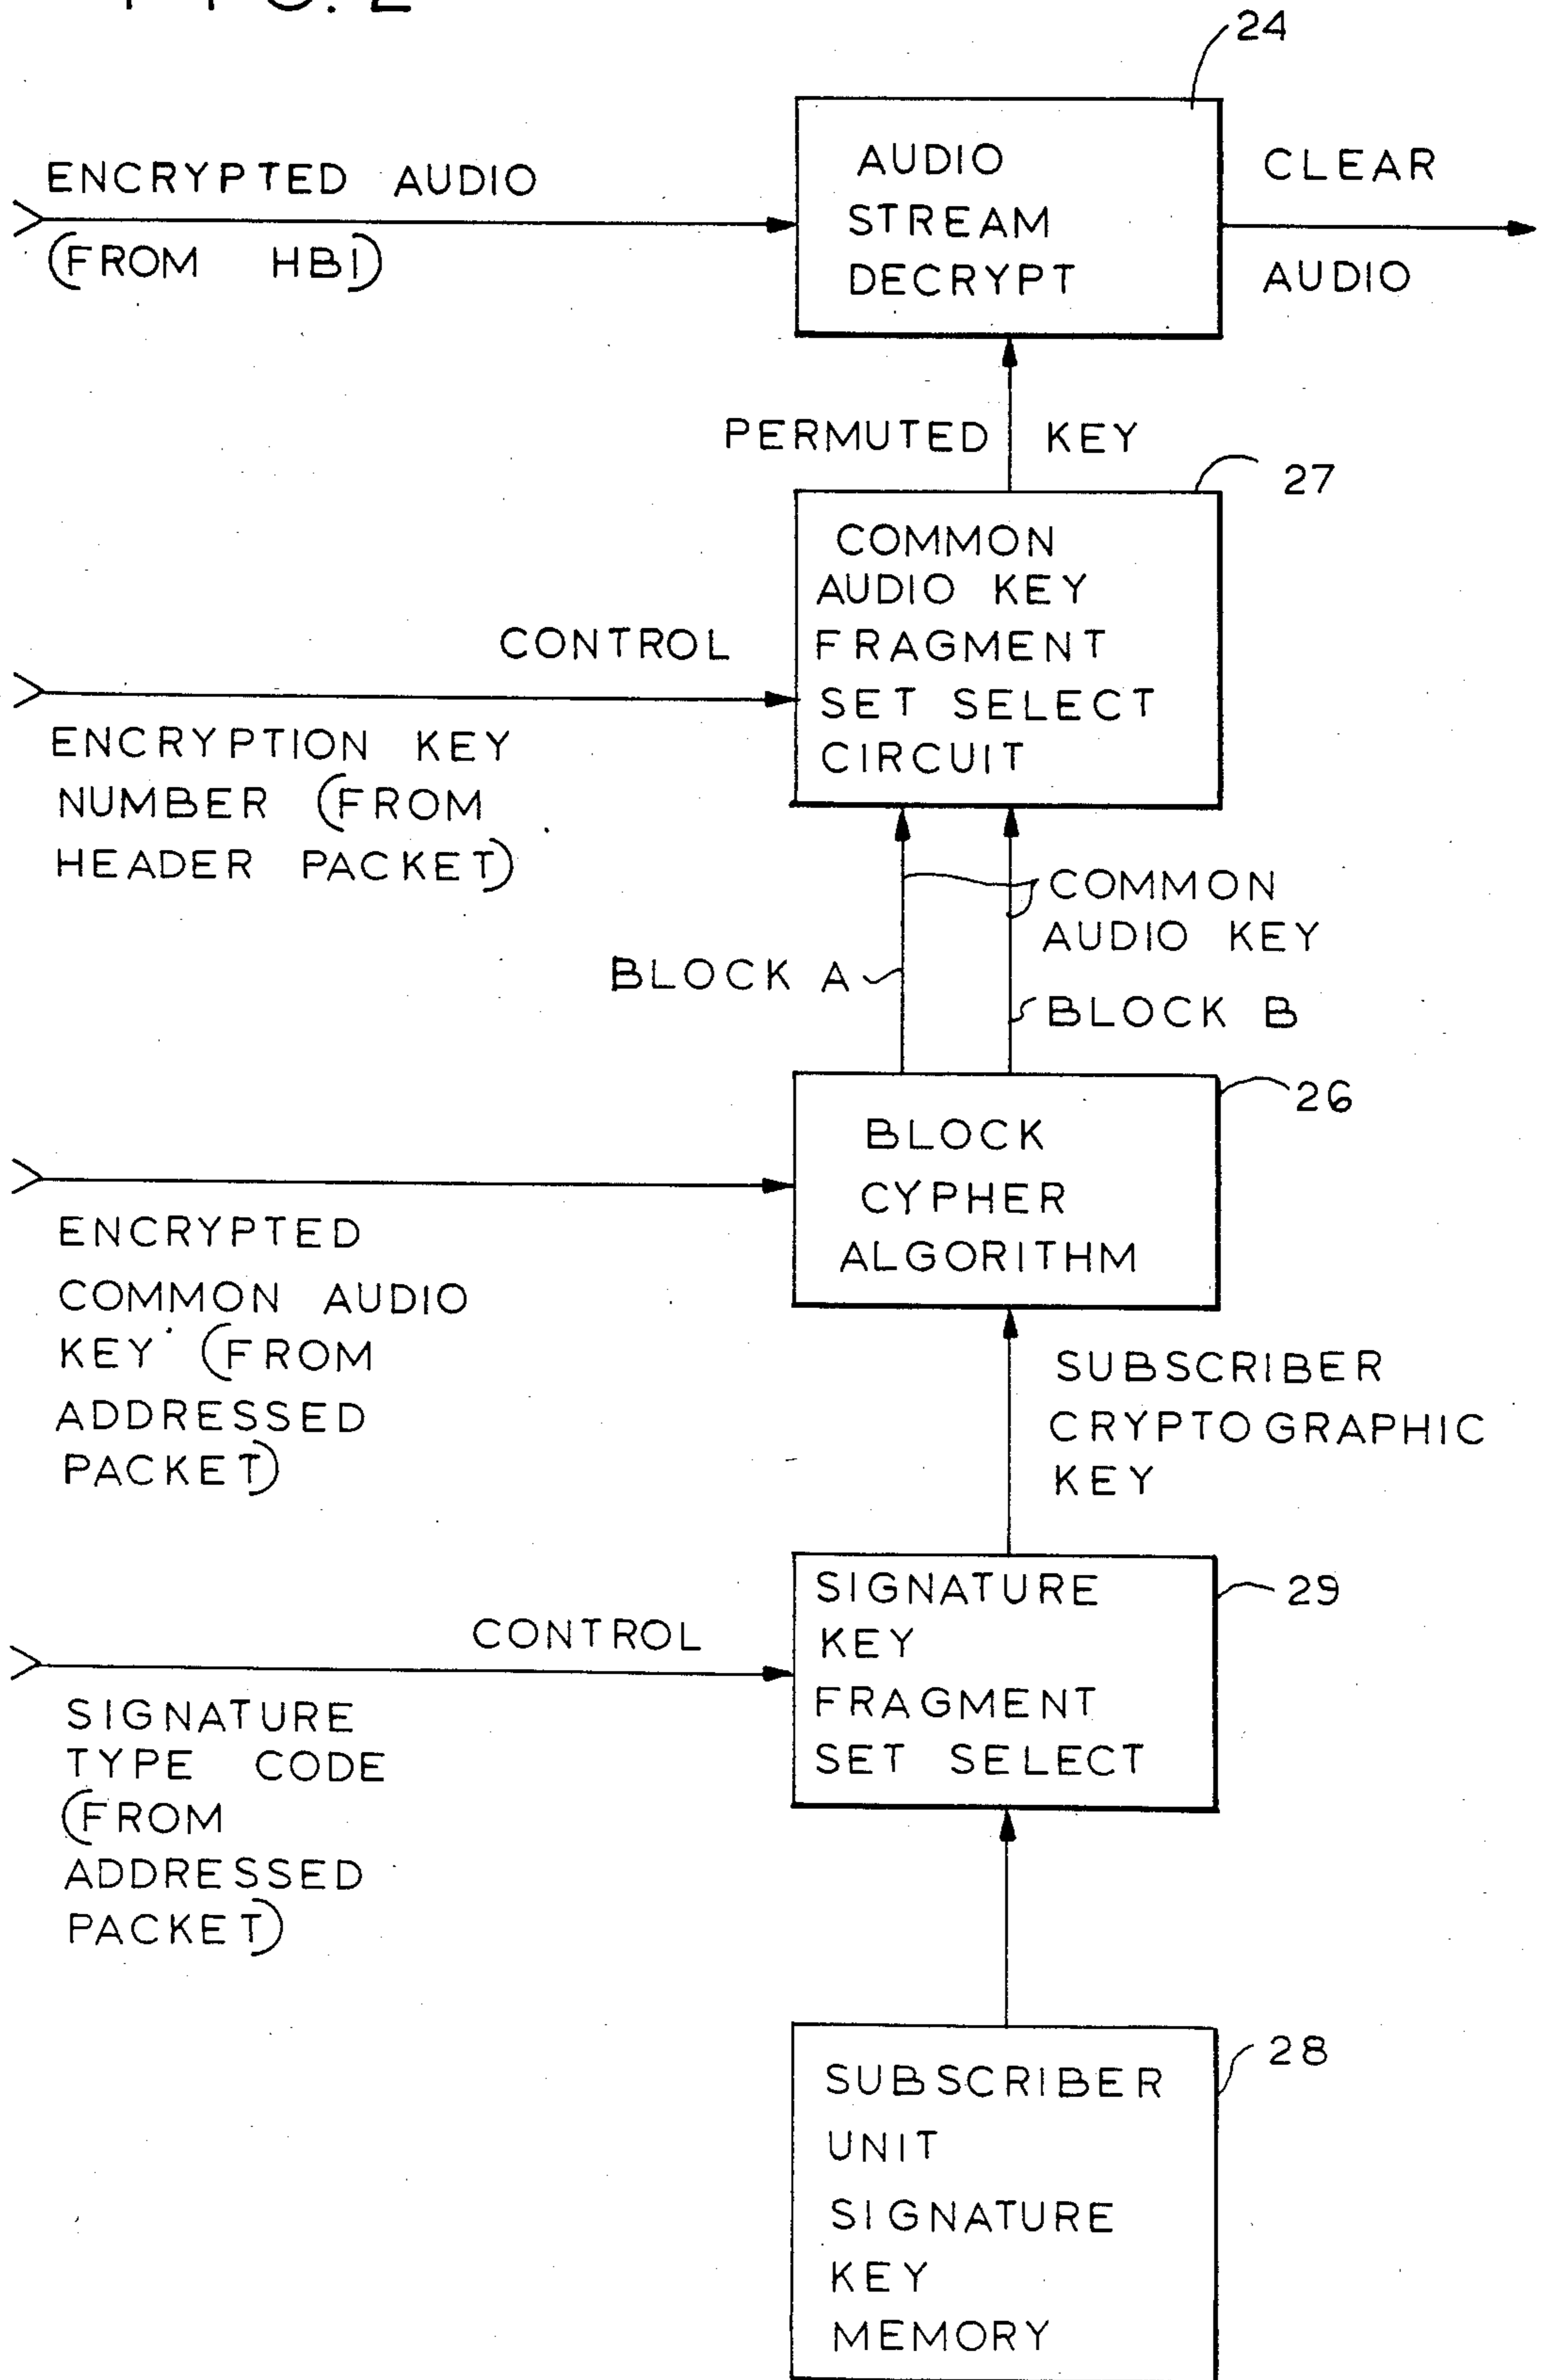 FIG. 2
24
ENCRYPTED AUDIO
(FROM HBI)
AUDIO
STREAM
DECRYPT
CLEAR
AUDIO
PERMUTED KEY
27
COMMON
AUDIO KEY
FRAGMENT
SET SELECT
CIRCUIT
CONTROL
ENCRYPTION KEY
NUMBER (FROM
HEADER PACKET)
COMMON
AUDIO KEY
BLOCK A
BLOCK B
26
BLOCK
CYPHER
ALGORITHM
ENCRYPTED
COMMON AUDIO
KEY (FROM
ADDRESSED
PACKET)
SUBSCRIBER
CRYPTOGRAPHIC
KEY
29
SIGNATURE
KEY
FRAGMENT
SET SELECT
CONTROL
SIGNATURE
TYPE CODE
(FROM
ADDRESSED
PACKET)
28
SUBSCRIBER
UNIT
SIGNATURE
KEY
MEMORY